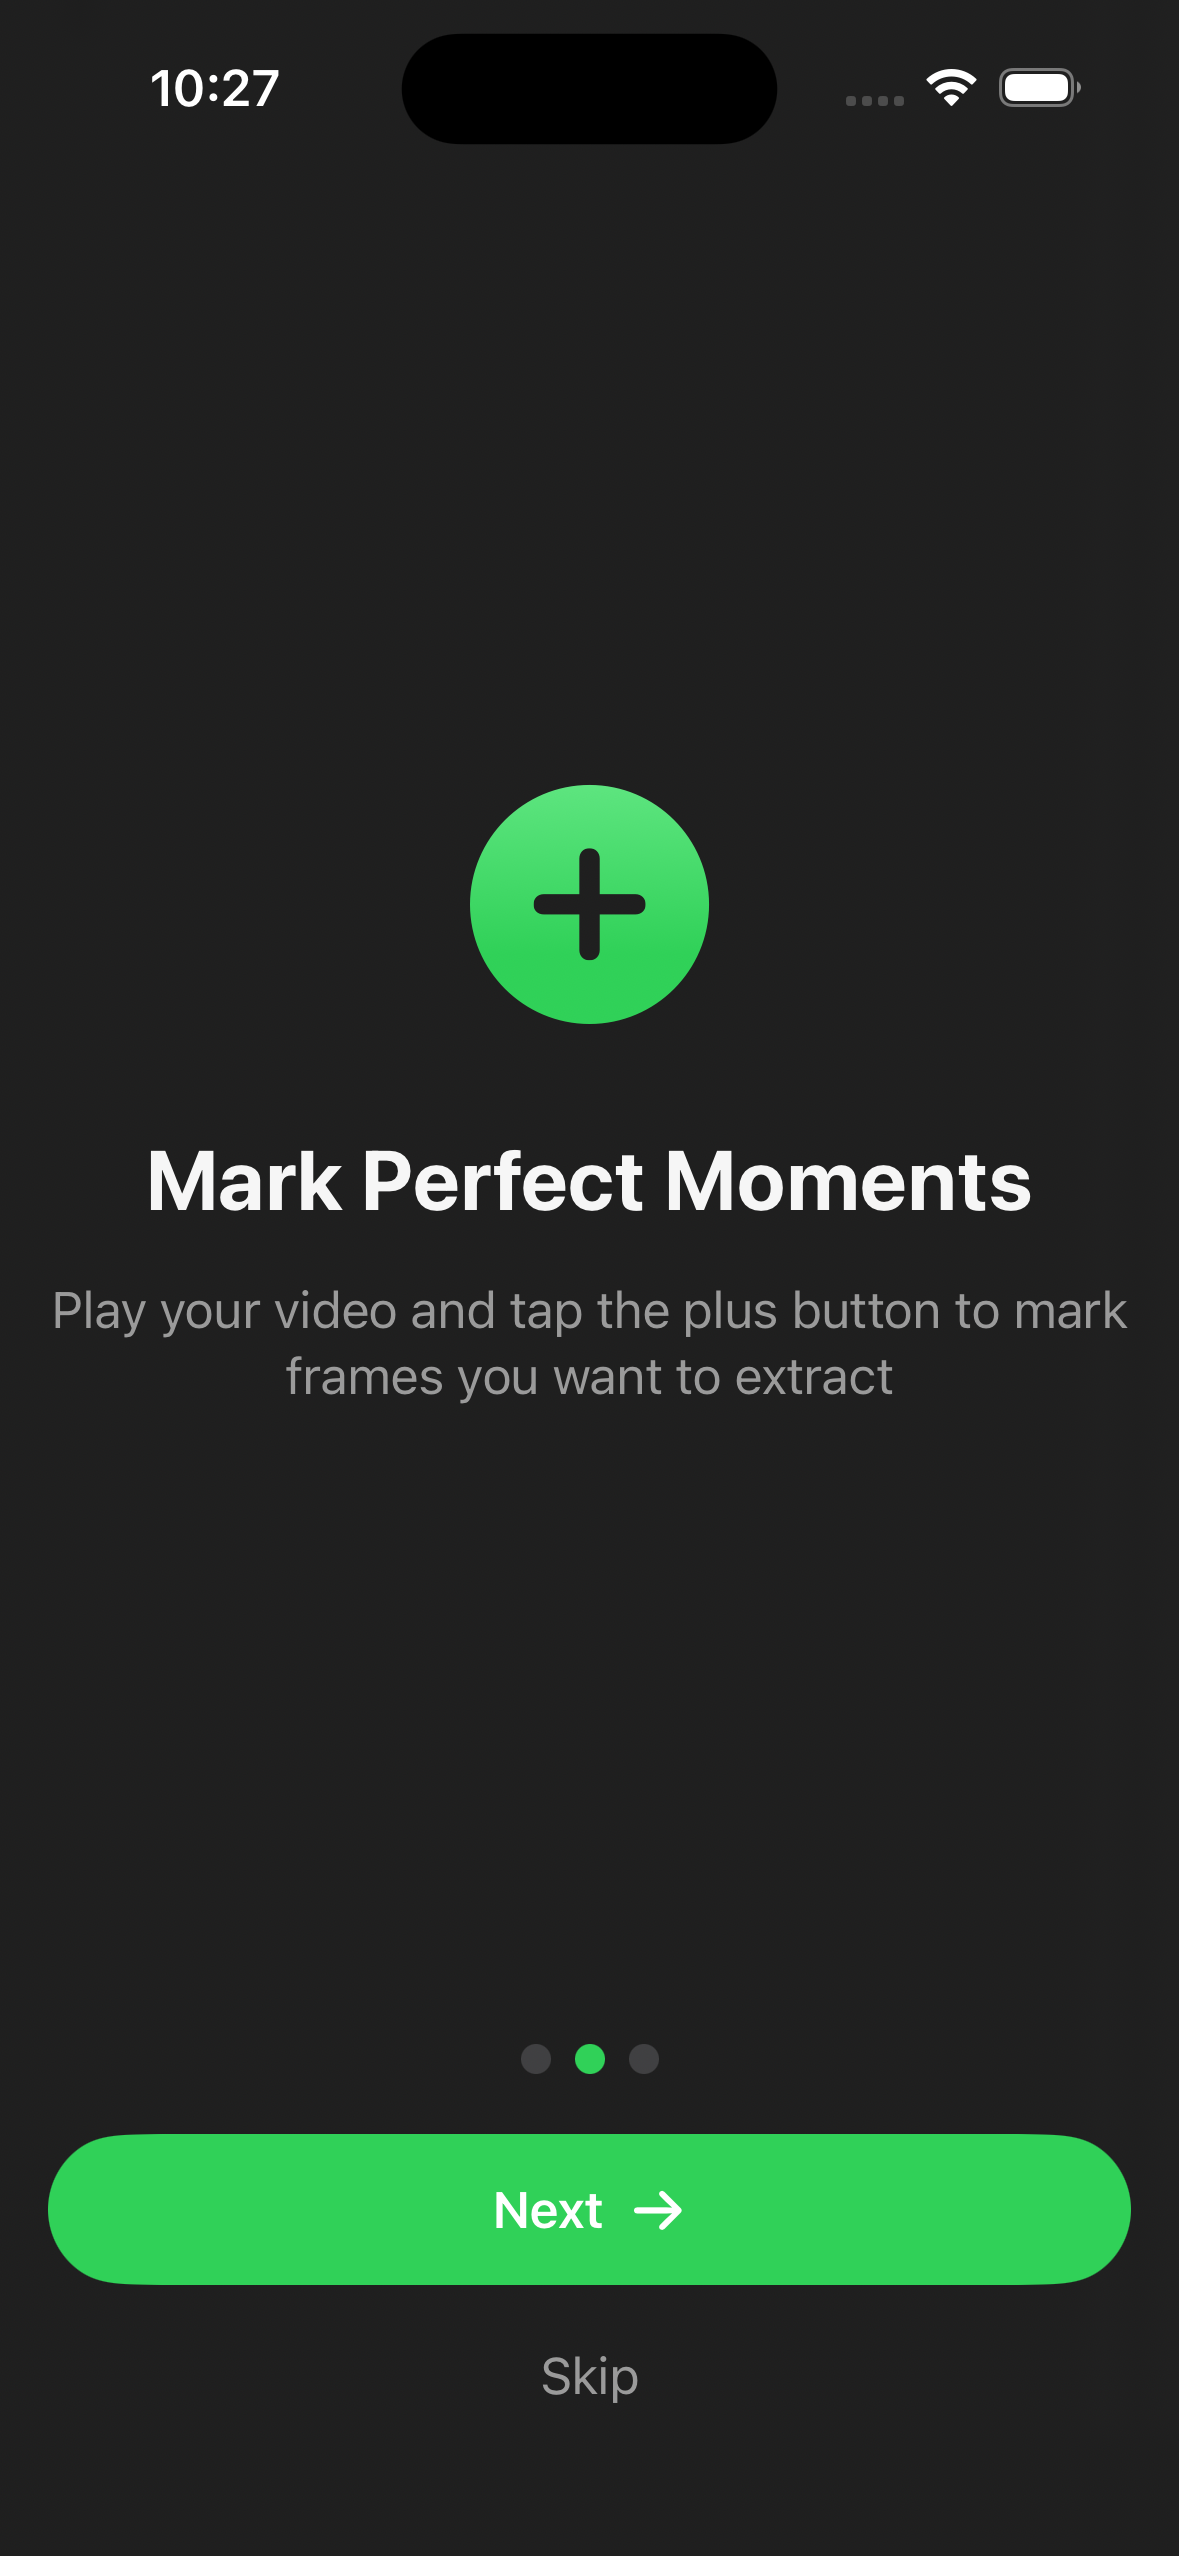 10:27
Mark Perfect Moments
Play your video and tap the plus button to mark
frames you want to extract
Next
Skip